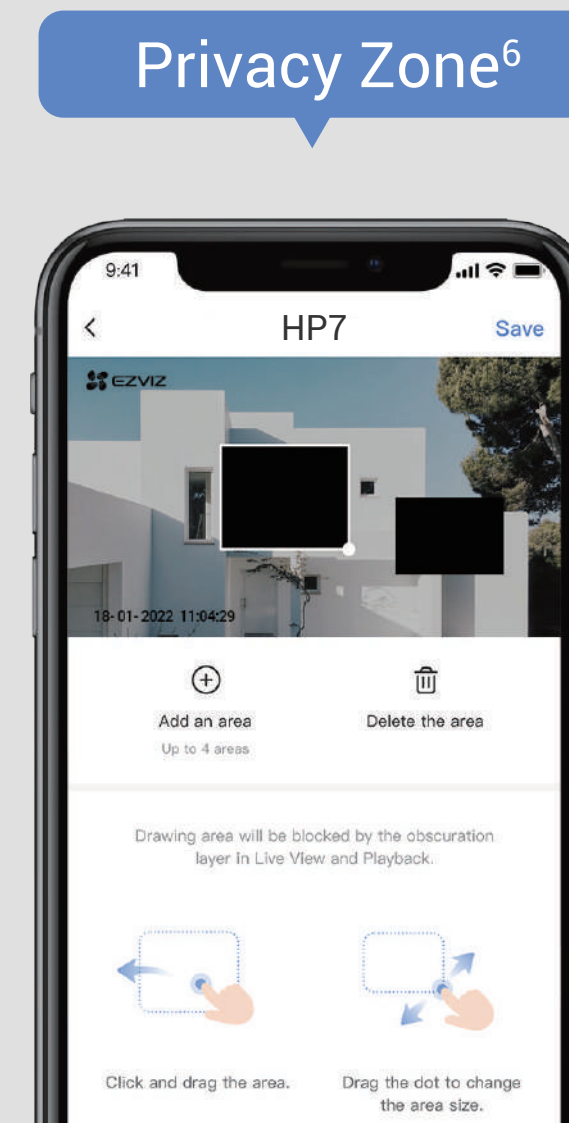 Privacy Zone⁶
9:41
HP7
Save
EZVIZ
18-01-2022 11:04:29
Add an area
Delete the area
Up to 4 areas
Drawing area will be blocked by the obscuration
layer in Live View and Playback.
Click and drag the area.
Drag the dot to change
the area size.